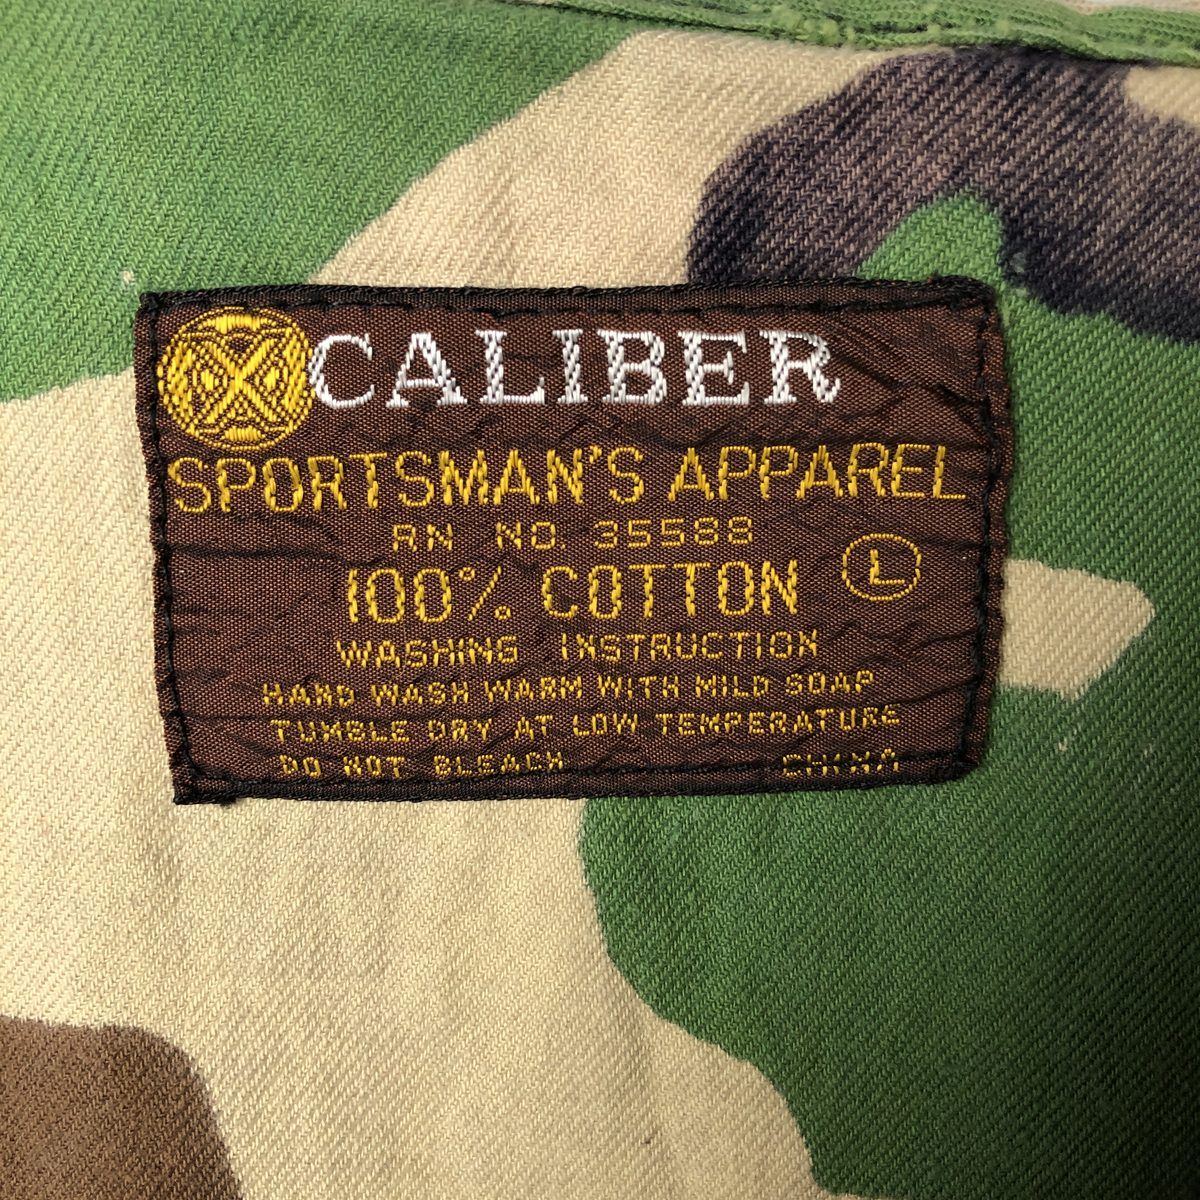 XCALIBER
SPORTSMAN'S APPAREL
RN NO. 35588
100% COTTON L
WASHING INSTRUCTION
HAND WASH WARM WITH MILD SOAP
TUMBLE DRY AT LOW TEMPERATURE
DO NOT BLEACH CHINA